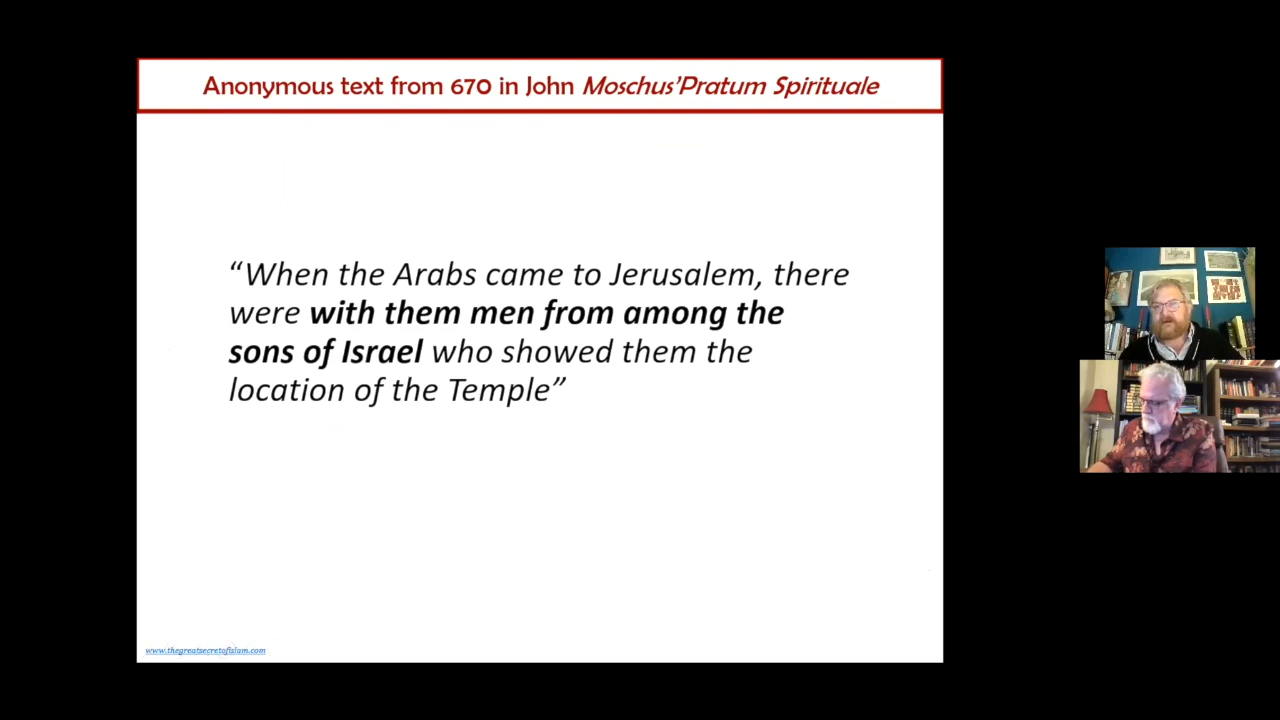 Anonymous text from 670 in John Moschus’Pratum Spirituale
“When the Arabs came to Jerusalem, there
were with them men from among the
sons of Israel who showed them the
location of the Temple”
www.thegreatsecretofislam.com